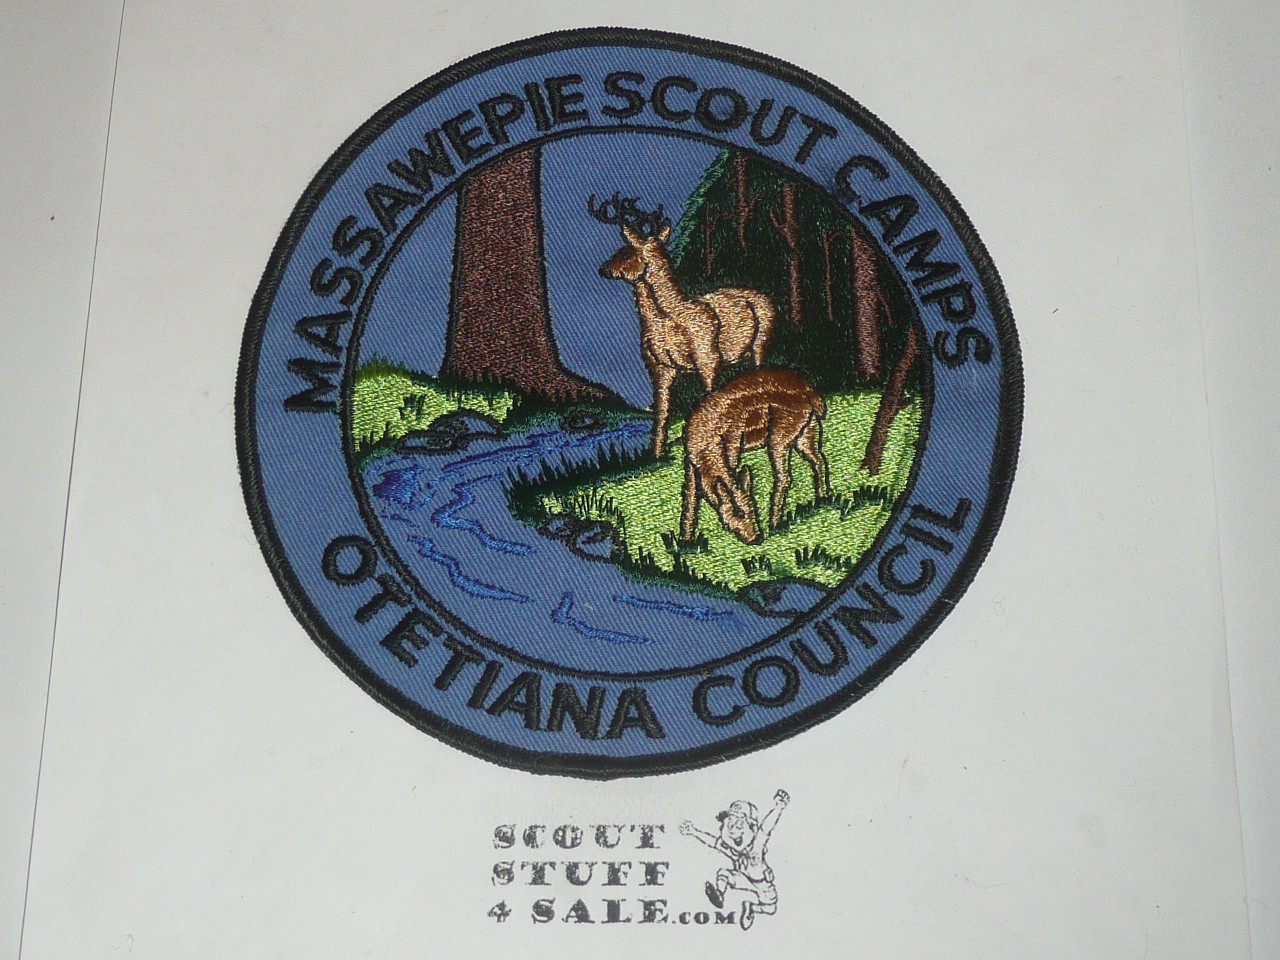 MASSAWEPIE SCOUT CAMPS
OTETIANA COUNCIL
SCOUT
STUFF
4 SALE.COM